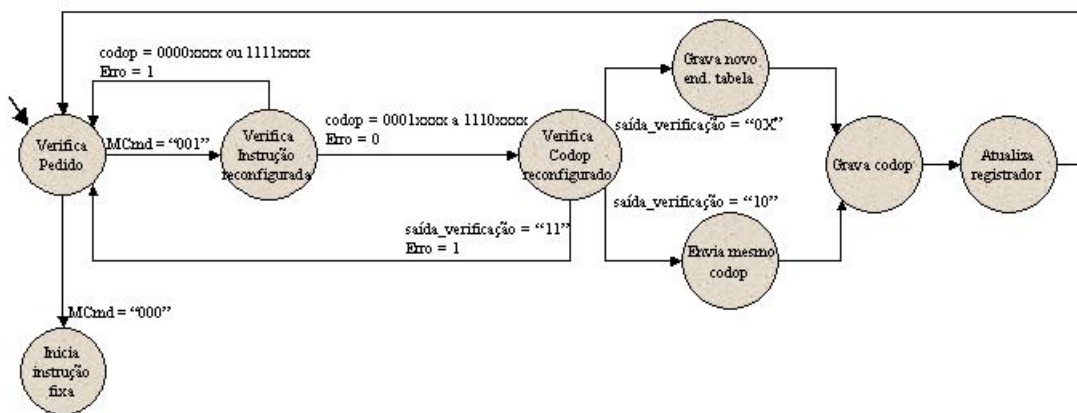 codop = 0000xxxx ou 1111xxxx
Erro = 1
Verifica
Pedido
MCmd = “001”
Verifica
Instrução
reconfigurada
codop = 0001xxxx a 1110xxxx
Erro = 0
Verifica
Codop
reconfigurado
Grava novo
end. tabela
saída_verificação = “0X”
saída_verificação = “10”
Envia mesmo
codop
Grava codop
Atualiza
registrador
saída_verificação = “11”
Erro = 1
MCmd = “000”
Inicia
instrução
fixa